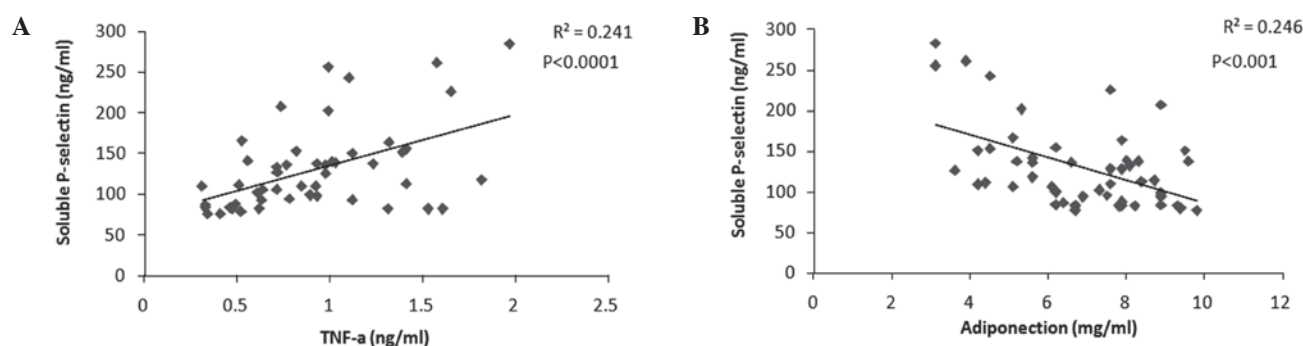 A
R² = 0.241
P<0.0001
Soluble P-selectin (ng/ml)
300
250
200
150
100
50
0
0
0.5
1
1.5
2
2.5
TNF-a (ng/ml)
B
R² = 0.246
P<0.001
Soluble P-selectin (ng/ml)
300
250
200
150
100
50
0
0
2
4
6
8
10
12
Adiponection (mg/ml)